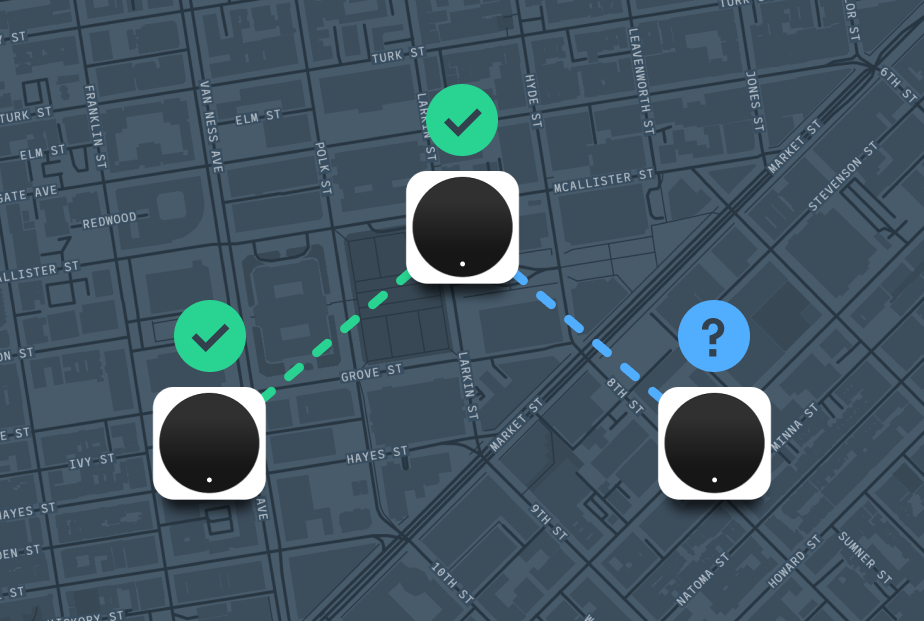 TURK ST
TURK ST
LOR ST
LEAVENWORTH ST
6TH ST
Y ST
FRANKLIN ST
VAN NESS AVE
HYDE ST
JONES ST
LARKIN ST
TURK ST
ELM ST
MARKET ST
ELM ST
POLK ST
STEVENSON ST
GATE AVE
MCALLISTER ST
REDWOOD
ALLISTER ST
?
ON ST
GROVE ST
LARKIN ST
8TH ST
MARKET ST
MINNA ST
E ST
IVY ST
HAYES ST
AVE
HAYES ST
9TH ST
DEN ST
10TH ST
NATOMA ST
HOWARD ST
SUMNER ST
ST
HICKORY ST